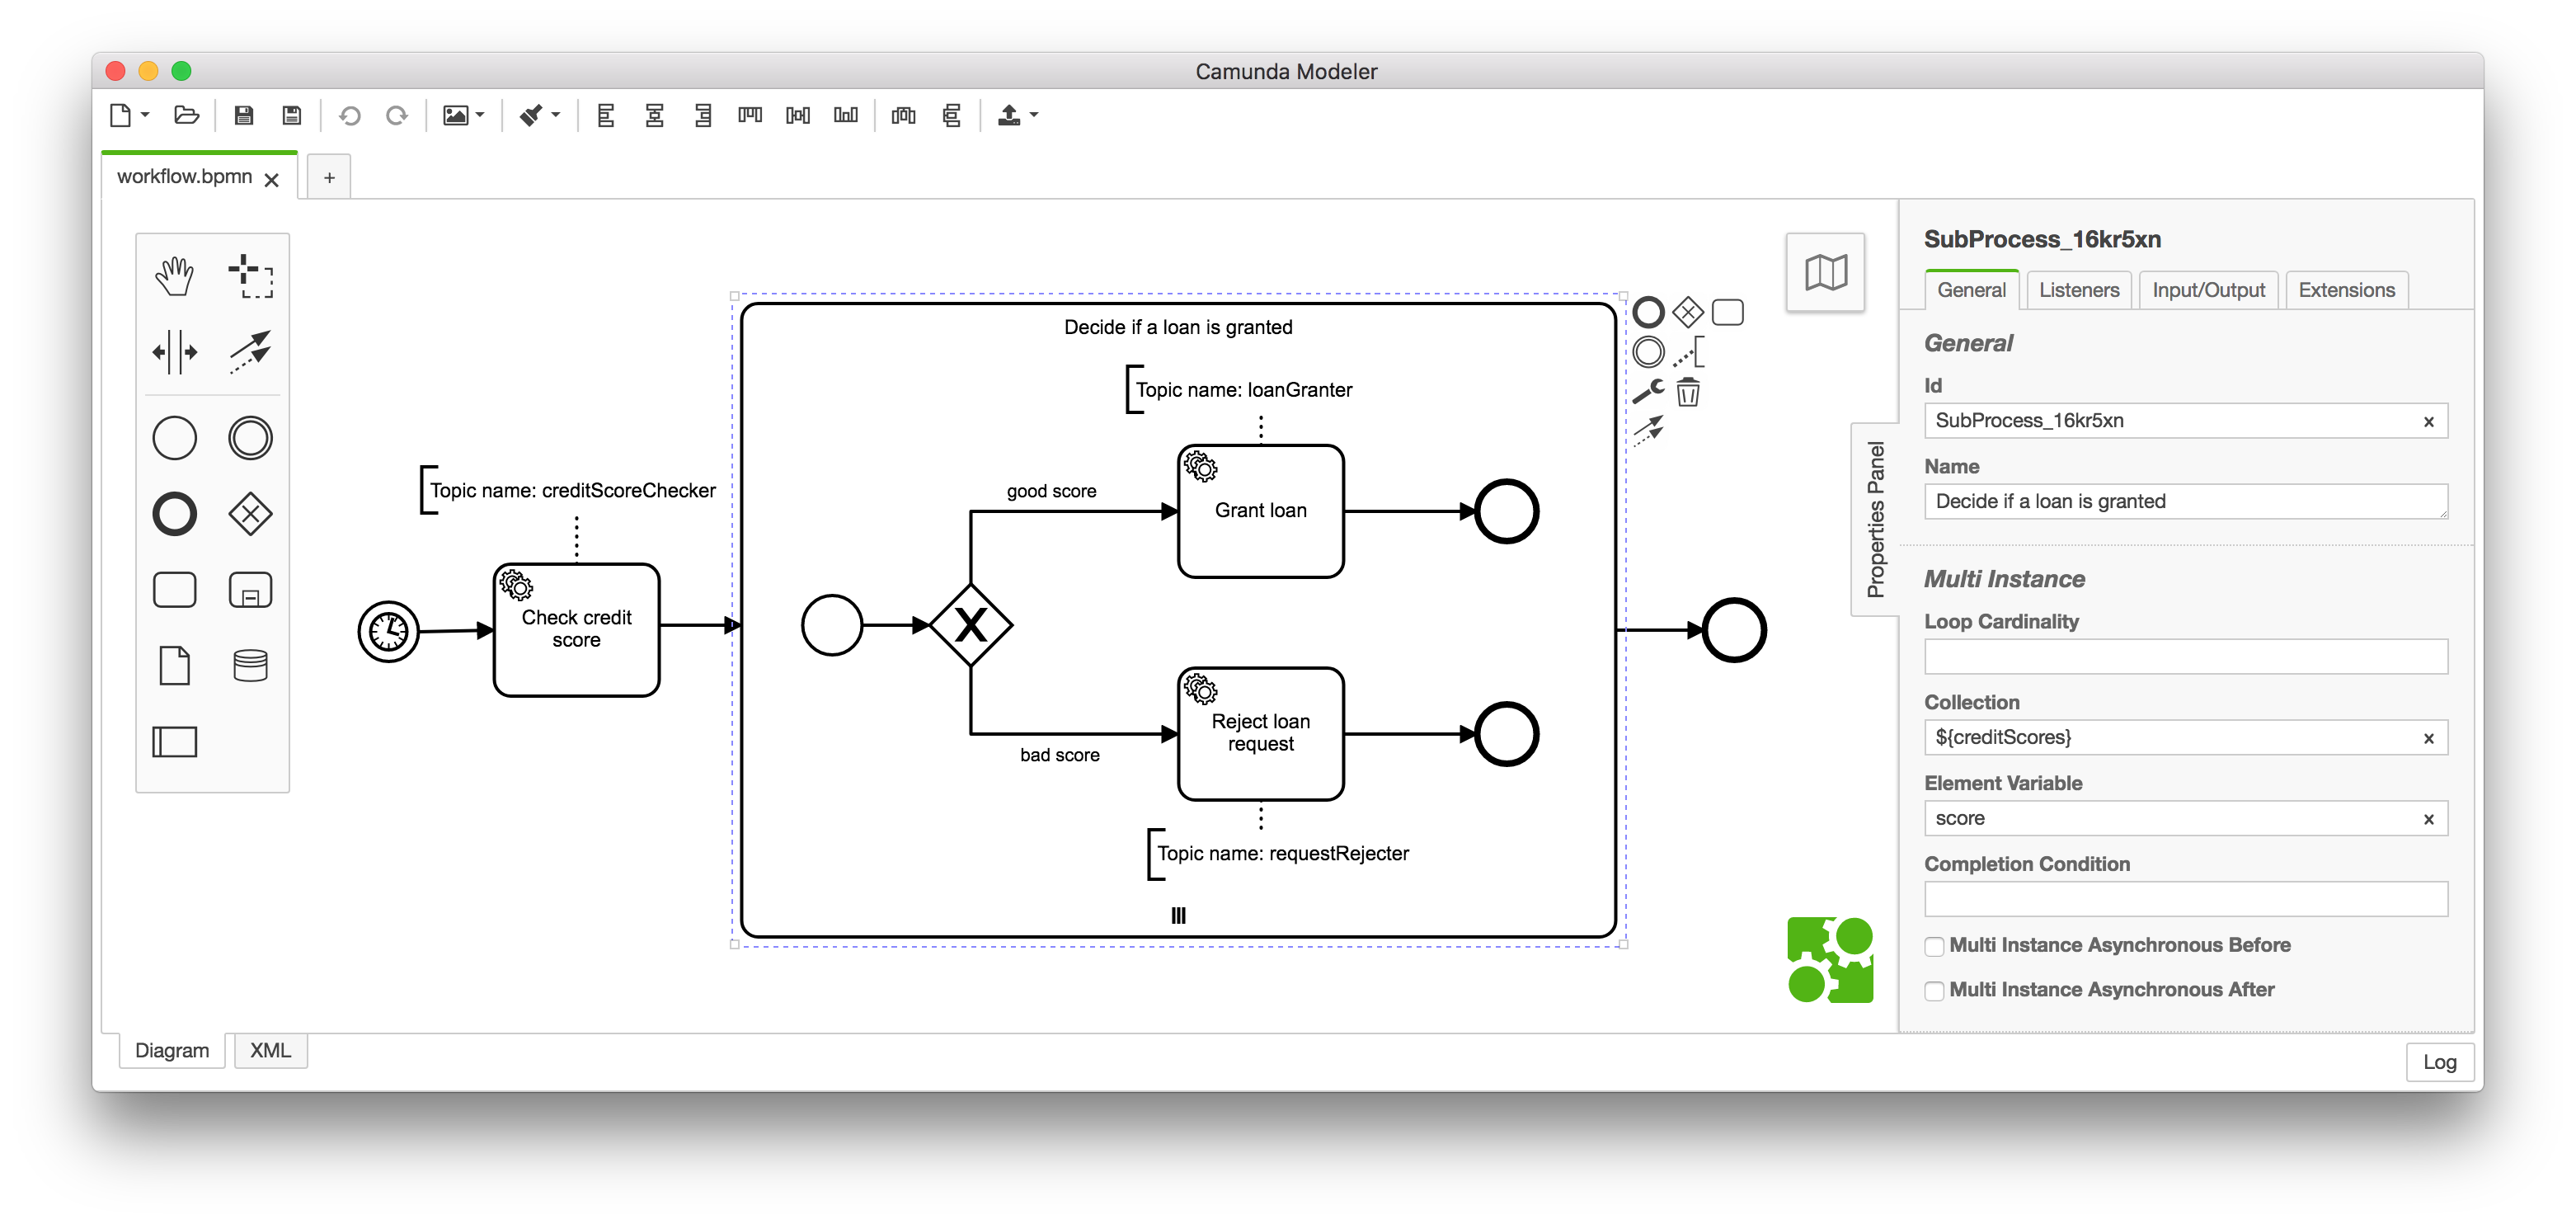 Camunda Modeler
workflow.bpmn
+
Decide if a loan is granted
Topic name: loanGranter
Topic name: creditScoreChecker
good score
Grant loan
Check credit
score
X
Reject loan
request
bad score
Topic name: requestRejecter
Properties Panel
SubProcess_16kr5xn
General
Listeners
Input/Output
Extensions
General
Id
SubProcess_16kr5xn
Name
Decide if a loan is granted
Multi Instance
Loop Cardinality
Collection
${creditScores}
Element Variable
score
Completion Condition
Multi Instance Asynchronous Before
Multi Instance Asynchronous After
Diagram
XML
Log